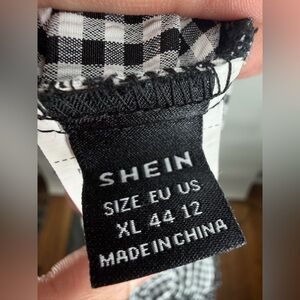 SHEIN
SIZE EU US
XL 44 12
MADE IN CHINA